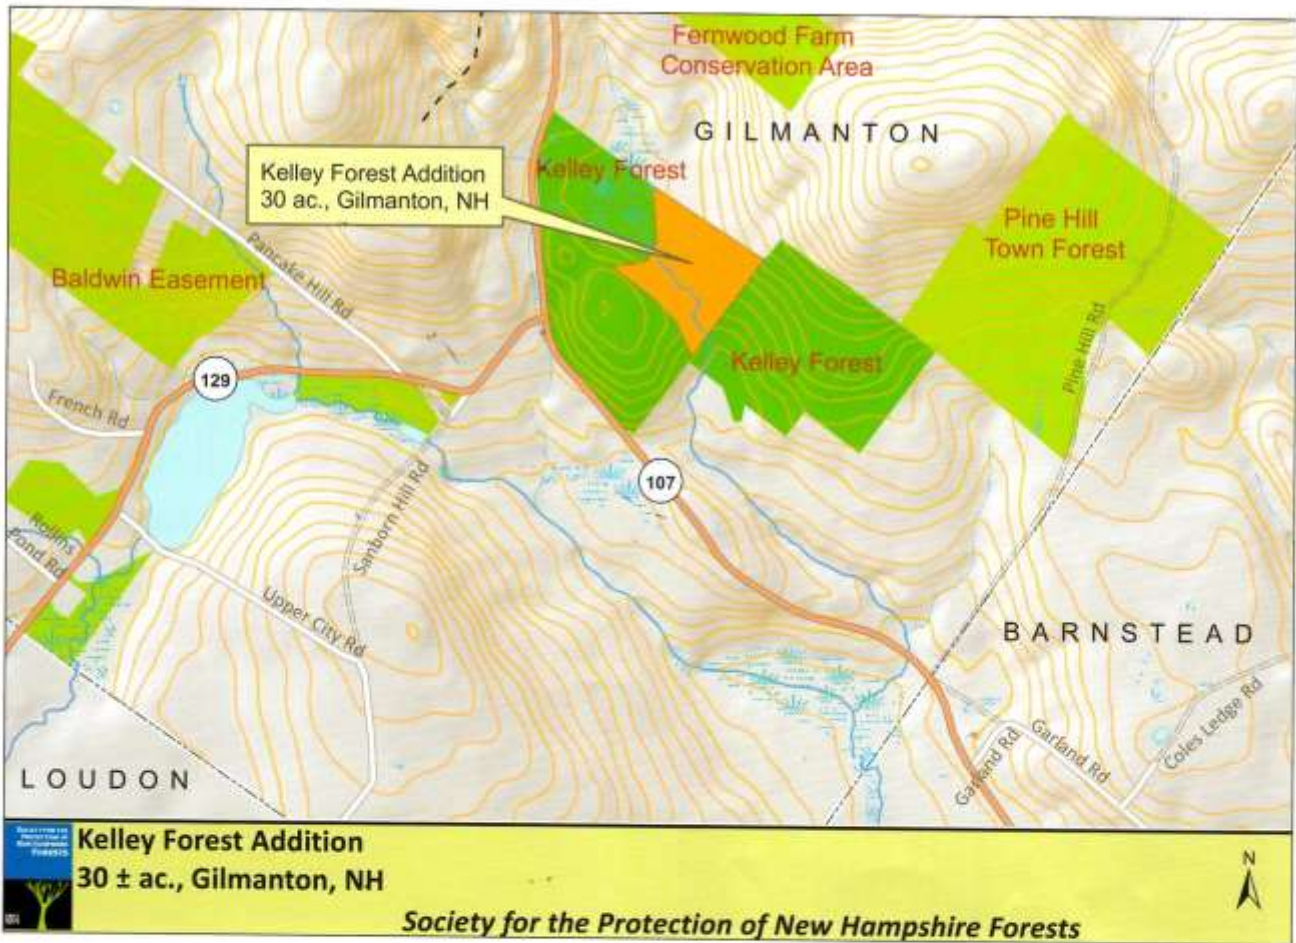 Fernwood Farm
Conservation Area
GILMANTON
Kelley Forest Addition
30 ac., Gilmanton, NH
Kelley Forest
Pine Hill
Town Forest
Baldwin Easement
Pancake Hill Rd
Pine Hill Rd
Kelley Forest
129
French Rd
107
Sanborn Hill Rd
Rollins
Pond Rd
Upper City Rd
BARNSTEAD
Coles Ledge Rd
Garland Rd
Garland Rd
LOUDON
Kelley Forest Addition
30 ± ac., Gilmanton, NH
N
Society for the Protection of New Hampshire Forests